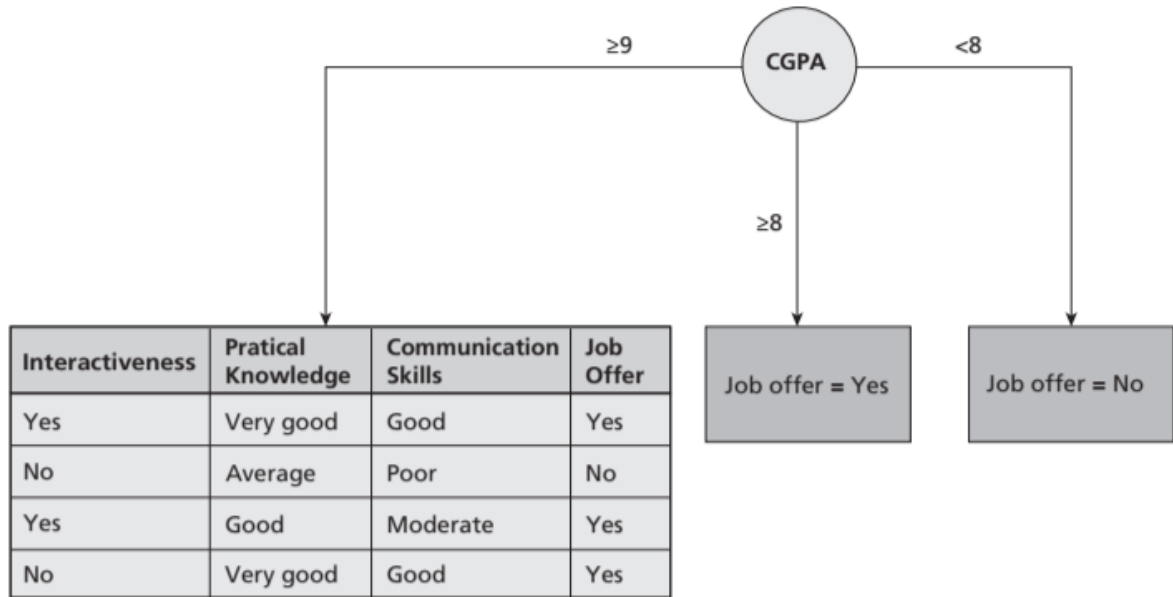 ≥9
CGPA
<8
≥8
Interactiveness
Pratical
Knowledge
Communication
Skills
Job
Offer
Yes
Very good
Good
Yes
No
Average
Poor
No
Yes
Good
Moderate
Yes
No
Very good
Good
Yes
Job offer = Yes
Job offer = No